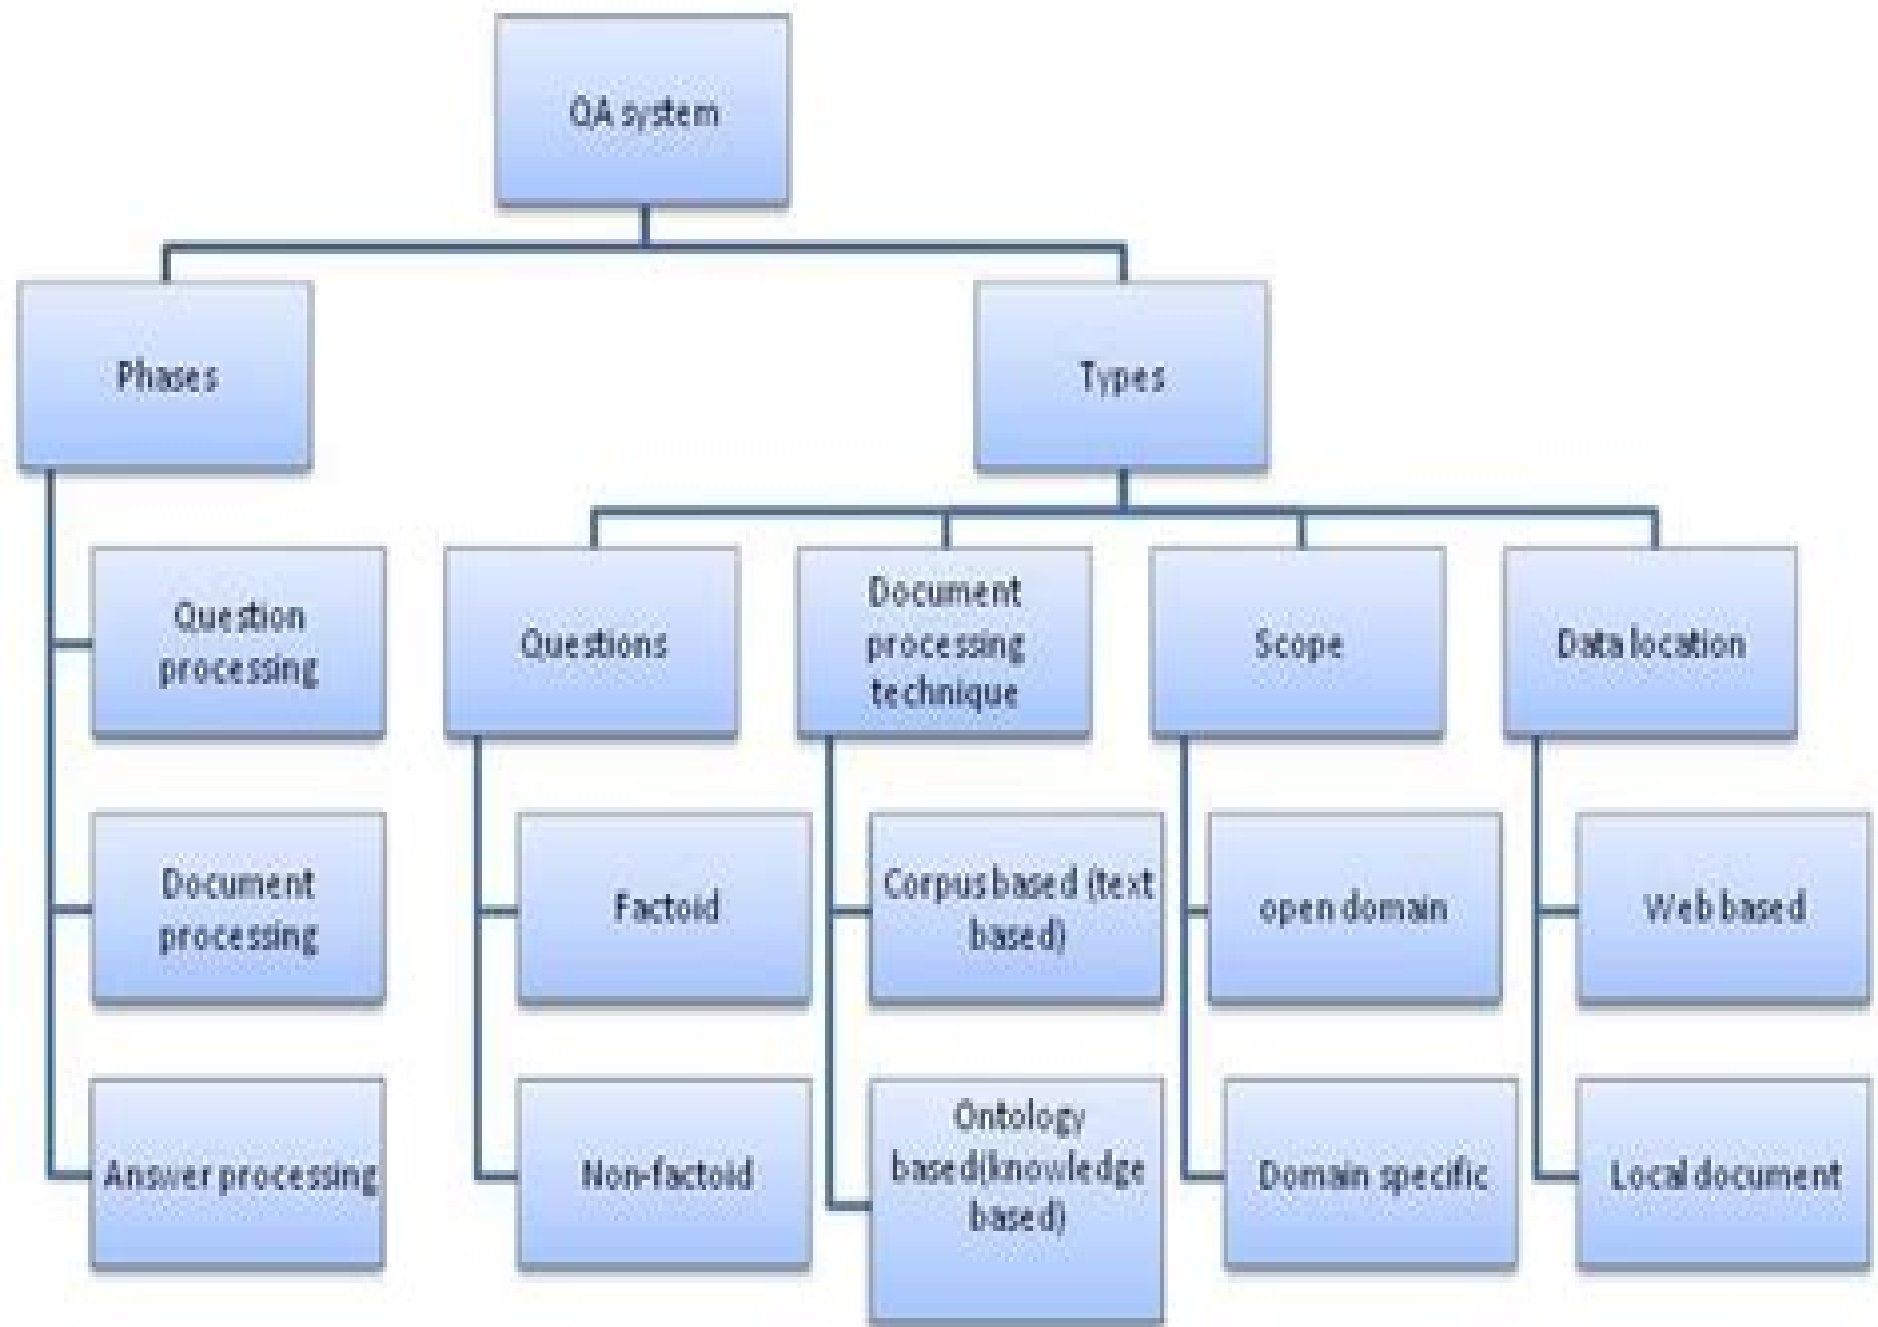 QA system
Phases
Types
Question
processing
Questions
Document
processing
technique
Scope
Data location
Document
processing
Factoid
Corpus based (text
based)
open domain
Web based
Answer processing
Non-factoid
Ontology
based(knowledge
based)
Domain specific
Local document